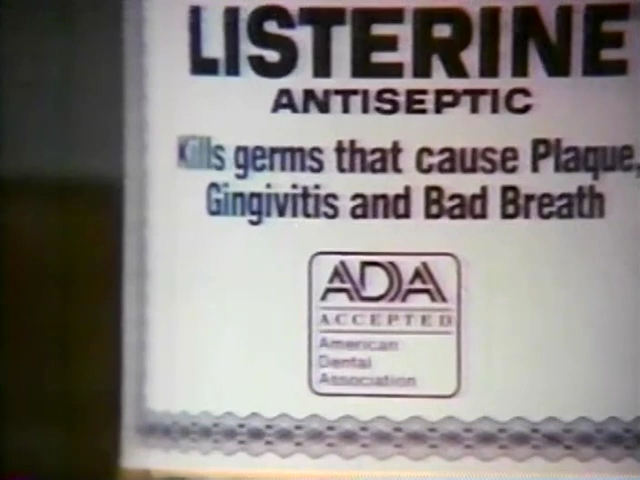 LISTERINE
ANTISEPTIC
Kills germs that cause Plaque,
Gingivitis and Bad Breath
ADA
ACCEPTED
American
Dental
Association